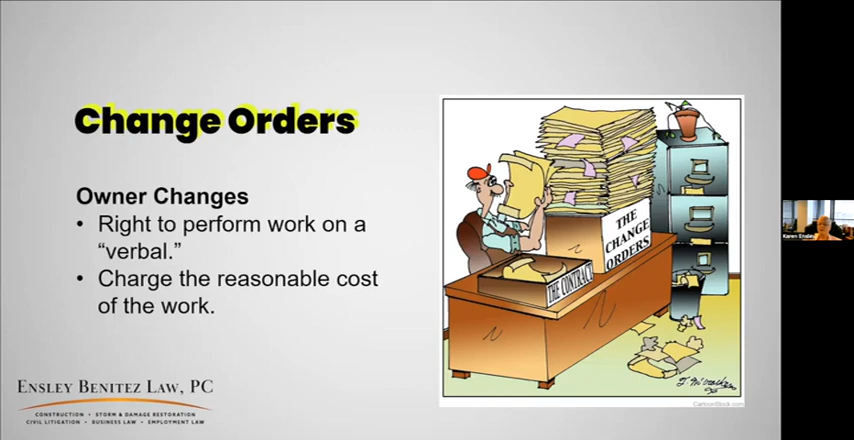 Change Orders
Owner Changes
• Right to perform work on a
"verbal."
• Charge the reasonable cost
of the work.
THE
CHANGE
ORDERS
THE CONTRACT
CartoonStock.com
ENSLEY BENITEZ LAW, PC
CONSTRUCTION • STORM & DAMAGE RESTORATION
CIVIL LITIGATION • BUSINESS LAW • EMPLOYMENT LAW